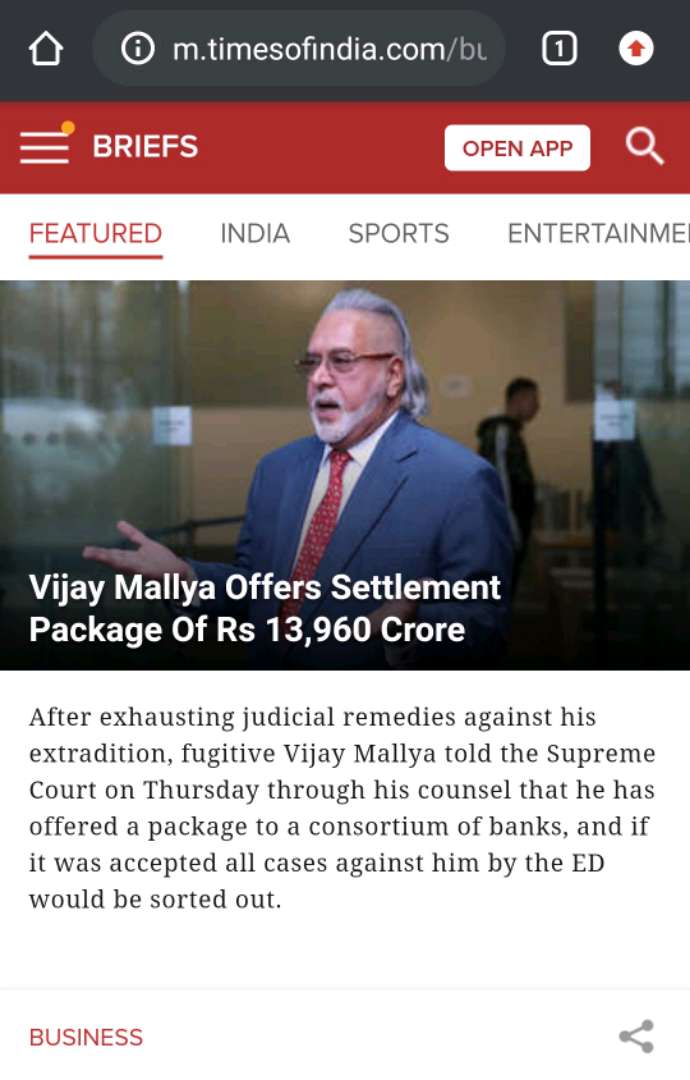 m.timesofindia.com/bu
1
BRIEFS
OPEN APP
FEATURED INDIA SPORTS ENTERTAINME
Vijay Mallya Offers Settlement
Package Of Rs 13,960 Crore
After exhausting judicial remedies against his
extradition, fugitive Vijay Mallya told the Supreme
Court on Thursday through his counsel that he has
offered a package to a consortium of banks, and if
it was accepted all cases against him by the ED
would be sorted out.
BUSINESS